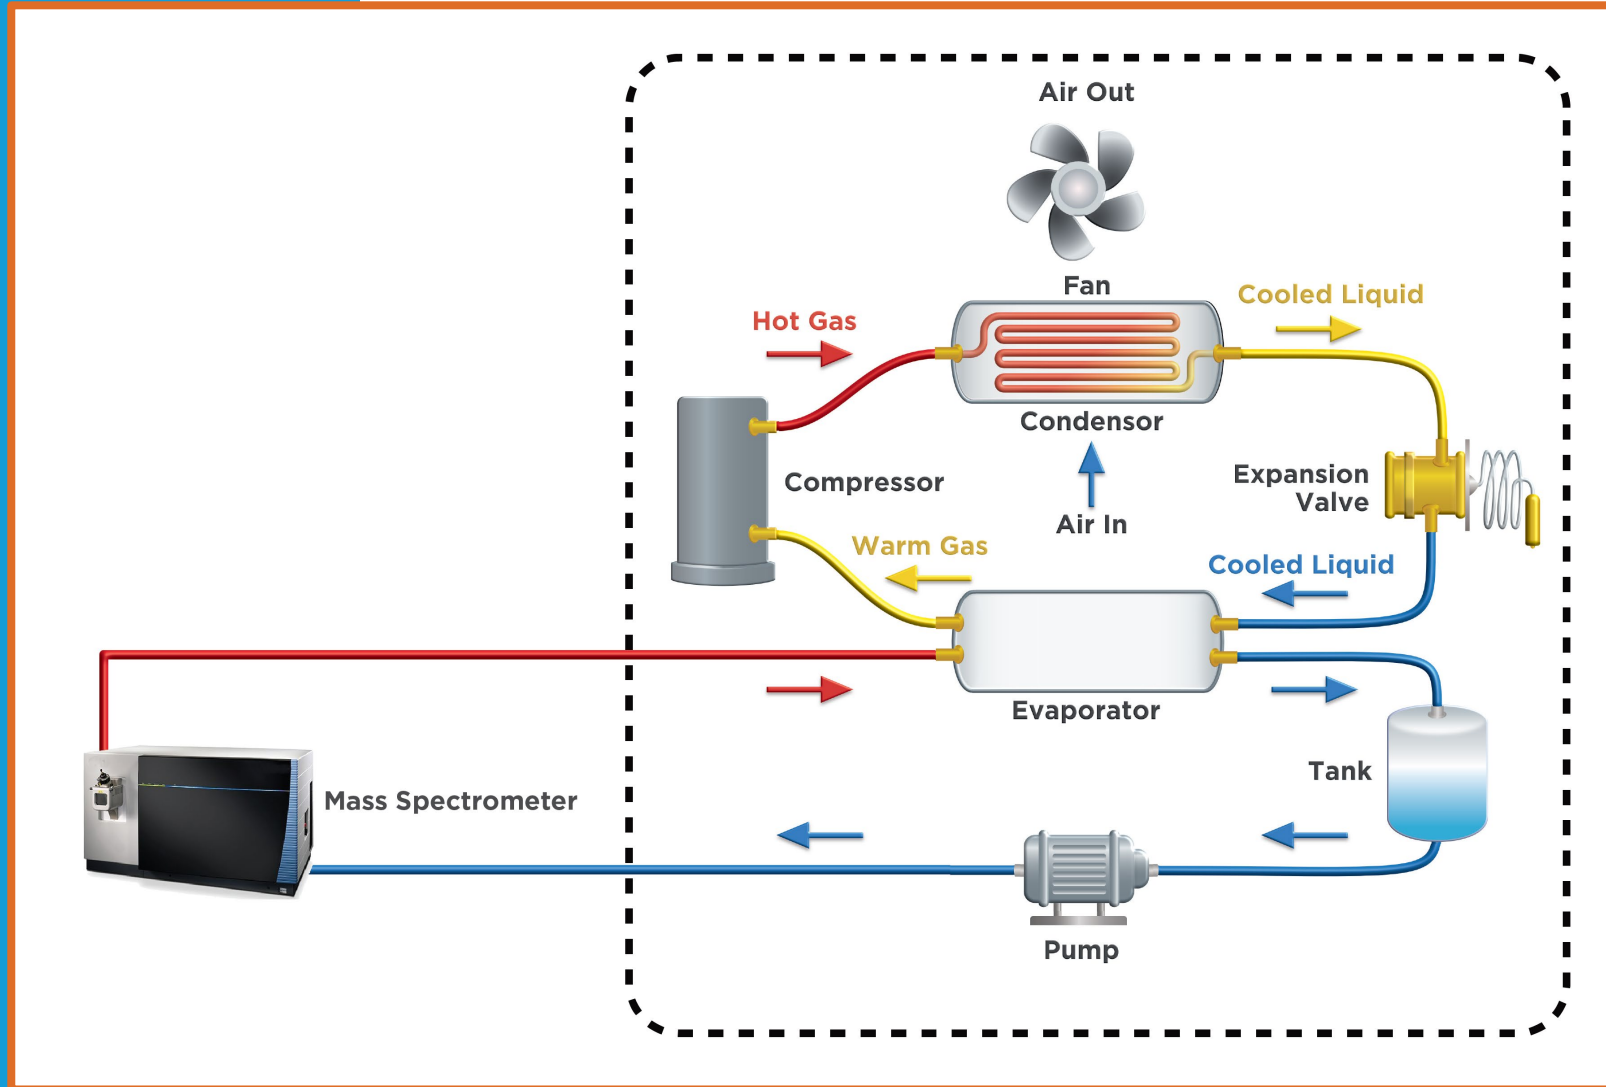 Air Out
Fan
Hot Gas
Cooled Liquid
Condensor
Compressor
Expansion
Valve
Air In
Warm Gas
Cooled Liquid
Evaporator
Tank
Mass Spectrometer
Pump